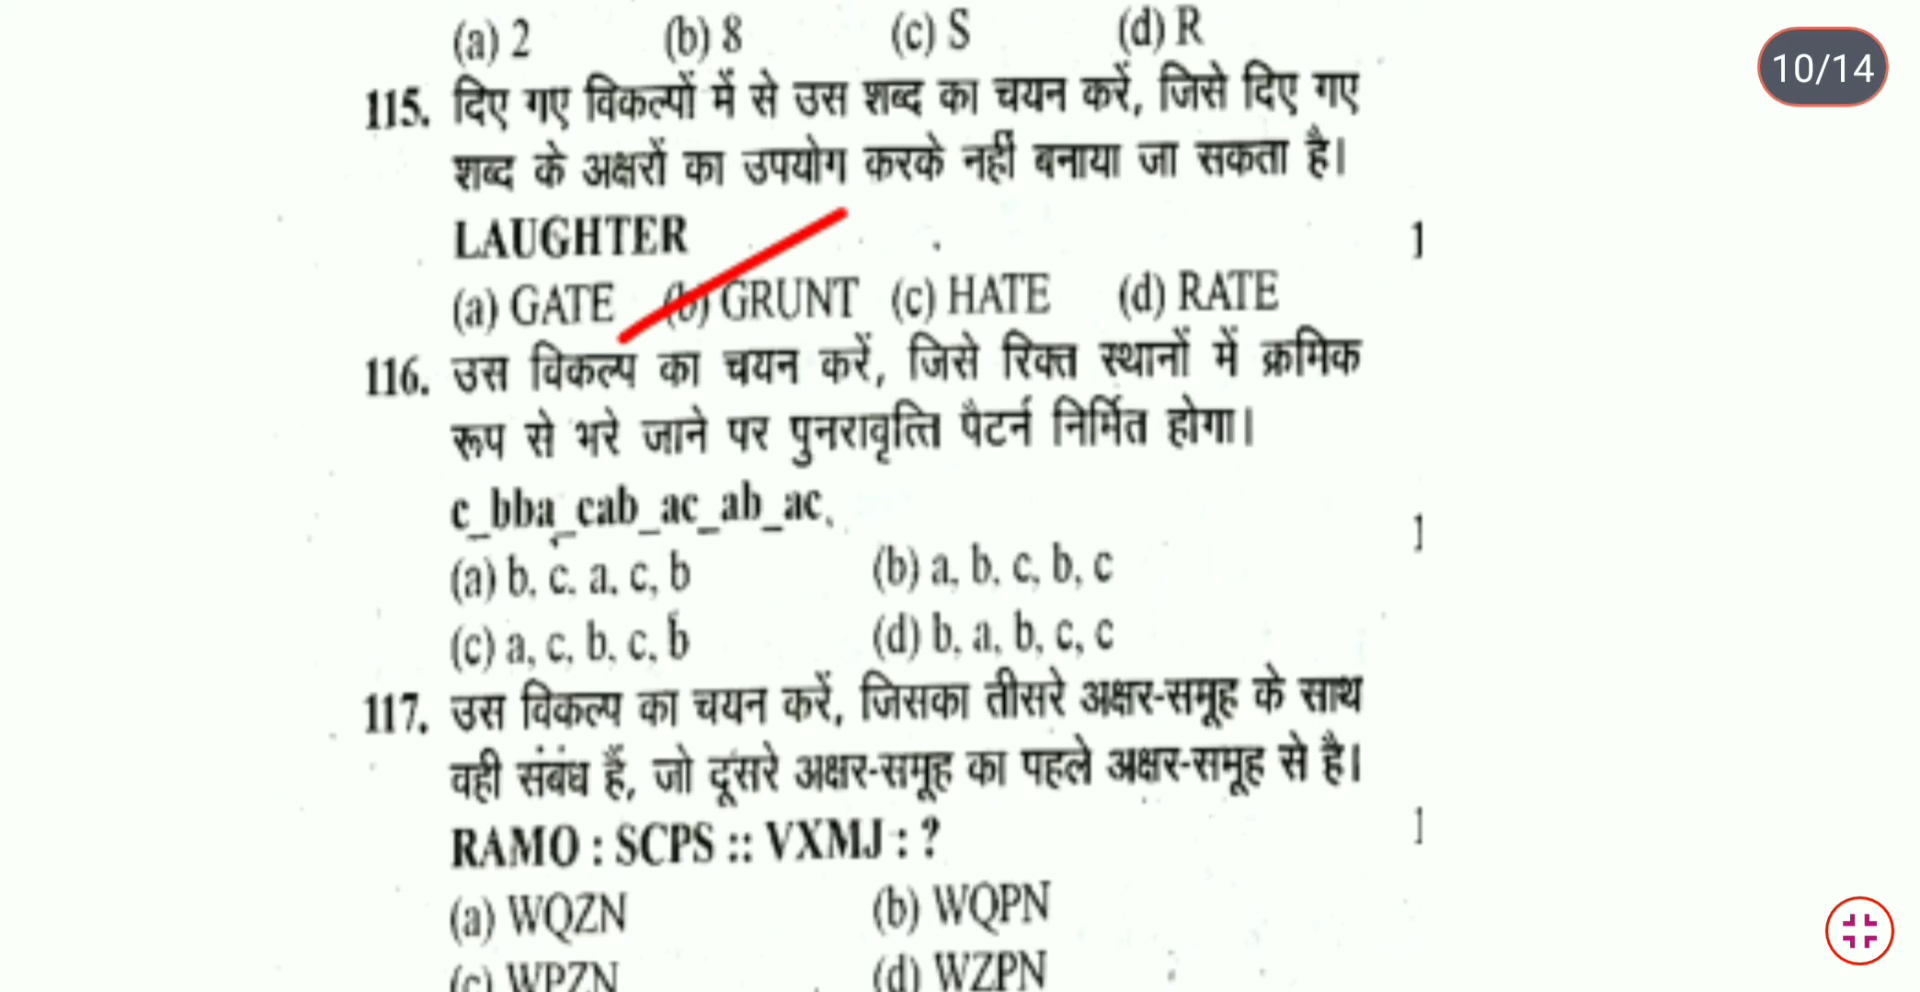 (a) 2 (b) 8 (c) S (d) R
10/14
115. दिए गए विकल्पों में से उस शब्द का चयन करें, जिसे दिए गए
शब्द के अक्षरों का उपयोग करके नहीं बनाया जा सकता है।
LAUGHTER 1
(a) GATE (b) GRUNT (c) HATE (d) RATE
116. उस विकल्प का चयन करें, जिसे रिक्त स्थानों में क्रमिक
रूप से भरे जाने पर पुनरावृत्ति पैटर्न निर्मित होगा।
c_bba_cab_ac_ab_ac 1
(a) b, c, a, c, b (b) a, b, c, b, c
(c) a, c, b, c, b (d) b, a, b, c, c
117. उस विकल्प का चयन करें, जिसका तीसरे अक्षर-समूह के साथ
वही संबंध है, जो दूसरे अक्षर-समूह का पहले अक्षर-समूह से है।
RAMO : SCPS :: VXMJ : ? 1
(a) WQZN (b) WQPN
(c) WPZN (d) WZPN